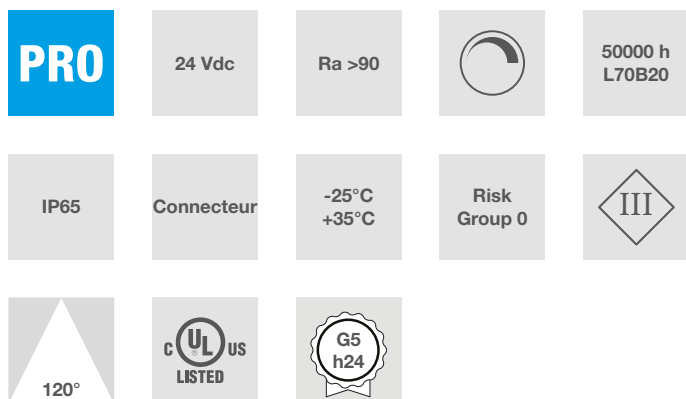 PRO
24 Vdc
Ra >90
50000 h
L70B20
IP65
Connecteur
-25°C
+35°C
Risk
Group 0
III
120°
C UL US
®
LISTED
G5
h24